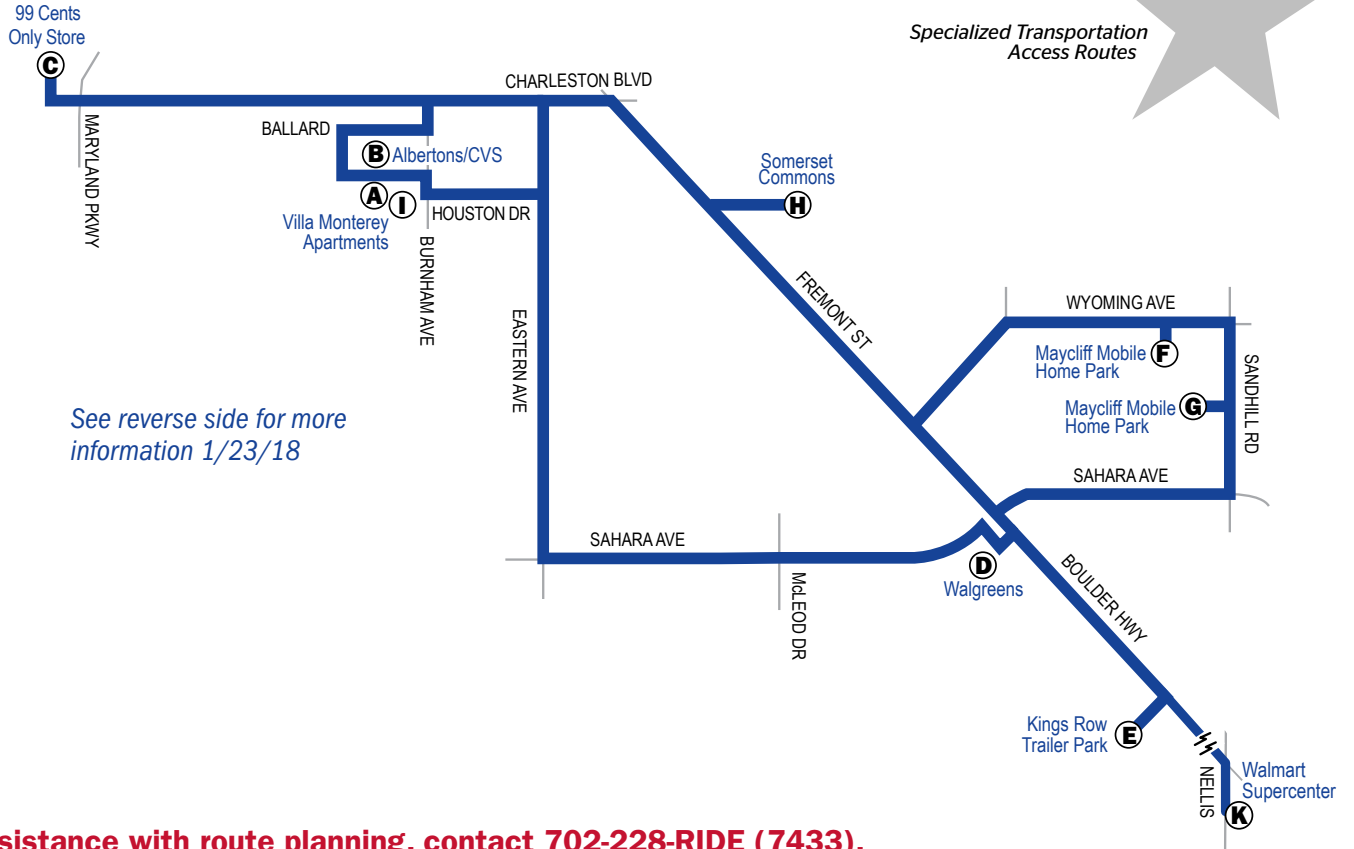 99 Cents
Only Store
C
Specialized Transportation
Access Routes
CHARLESTON BLVD
MARYLAND PKWY
BALLARD
B Albertons/CVS
A
I
Villa Monterey
Apartments
HOUSTON DR
BURNHAM AVE
EASTERN AVE
Somerset
Commons
H
FREMONT ST
WYOMING AVE
Maycliff Mobile
Home Park
F
Maycliff Mobile
Home Park
G
SANDHILL RD
SAHARA AVE
See reverse side for more
information 1/23/18
SAHARA AVE
McLEOD DR
D
Walgreens
BOULDER HWY
Kings Row
Trailer Park
E
NELLIS
Walmart
Supercenter
K
sistance with route planning, contact 702-228-RIDE (7433).